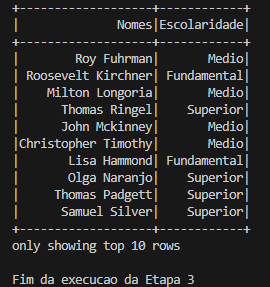 +------------------+------------+
|             Nomes|Escolaridade|
+------------------+------------+
|       Roy Fuhrman|       Medio|
|Roosevelt Kirchner| Fundamental|
|   Milton Longoria|       Medio|
|     Thomas Ringel|    Superior|
|     John Mckinney|       Medio|
|Christopher Timothy|       Medio|
|      Lisa Hammond| Fundamental|
|      Olga Naranjo|    Superior|
|    Thomas Padgett|    Superior|
|     Samuel Silver|    Superior|
+------------------+------------+
only showing top 10 rows
Fim da execucao da Etapa 3